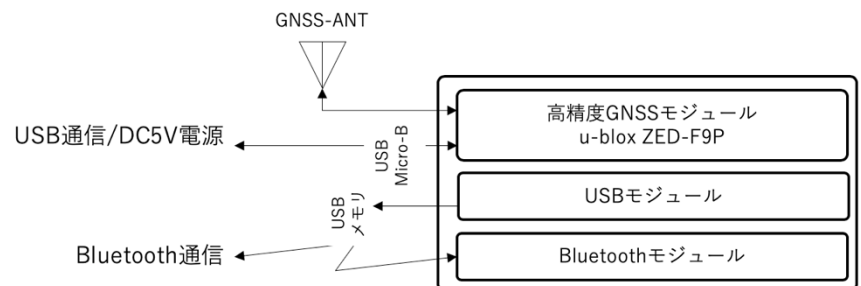 GNSS-ANT
高精度GNSSモジュール
u-blox ZED-F9P
USB通信/DC5V電源
USB
Micro-B
USBモジュール
USB
メモリ
Bluetooth通信
Bluetoothモジュール